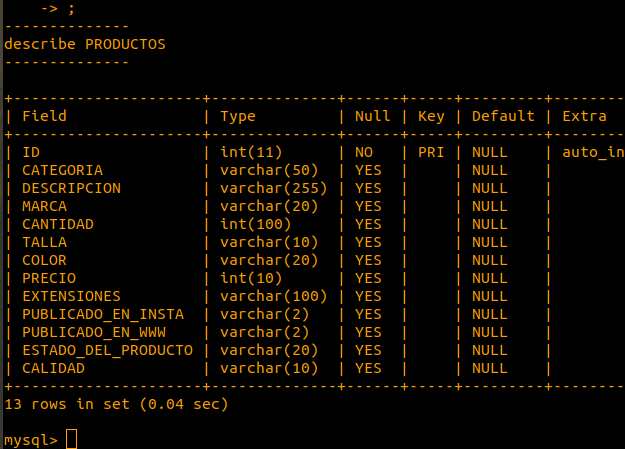 -> ;
--------------
describe PRODUCTOS
--------------
+---------------------+--------------+------+-----+---------+--------
| Field               | Type         | Null | Key | Default | Extra
+---------------------+--------------+------+-----+---------+--------
| ID                  | int(11)      | NO   | PRI | NULL    | auto_in
| CATEGORIA           | varchar(50)  | YES  |     | NULL    |
| DESCRIPCION         | varchar(255) | YES  |     | NULL    |
| MARCA               | varchar(20)  | YES  |     | NULL    |
| CANTIDAD            | int(100)     | YES  |     | NULL    |
| TALLA               | varchar(10)  | YES  |     | NULL    |
| COLOR               | varchar(20)  | YES  |     | NULL    |
| PRECIO              | int(10)      | YES  |     | NULL    |
| EXTENSIONES         | varchar(100) | YES  |     | NULL    |
| PUBLICADO_EN_INSTA  | varchar(2)   | YES  |     | NULL    |
| PUBLICADO_EN_WWW    | varchar(2)   | YES  |     | NULL    |
| ESTADO_DEL_PRODUCTO | varchar(20)  | YES  |     | NULL    |
| CALIDAD             | varchar(10)  | YES  |     | NULL    |
+---------------------+--------------+------+-----+---------+--------
13 rows in set (0.04 sec)
mysql>